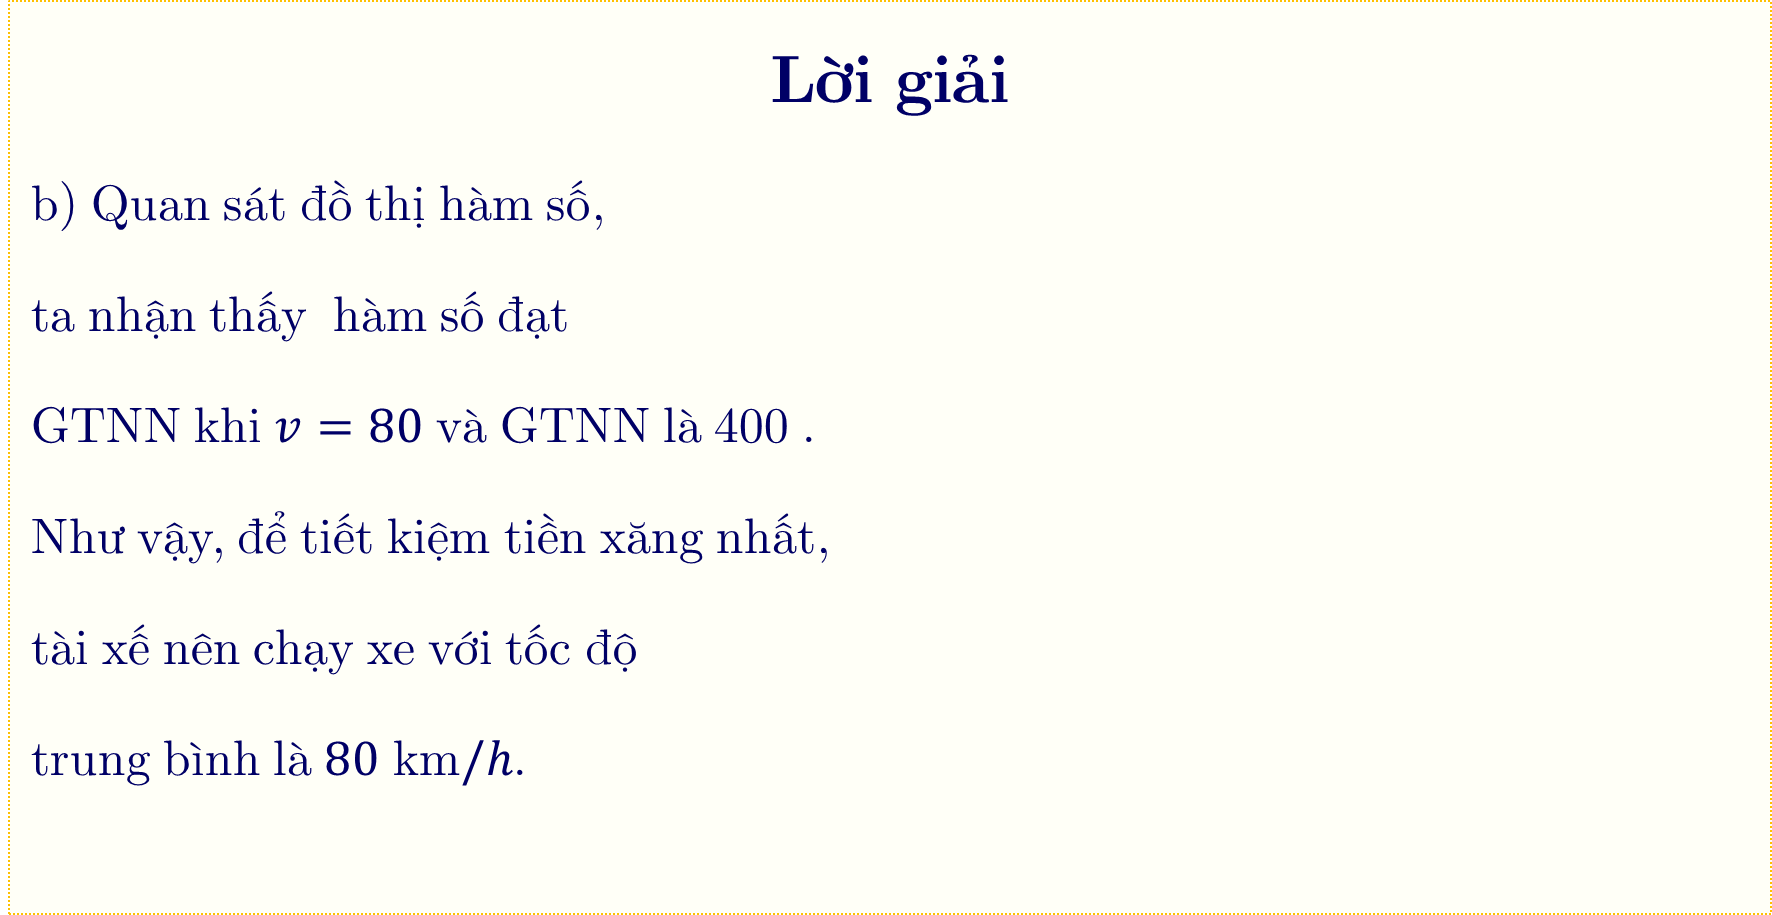 Lời giải
b) Quan sát đồ thị hàm số,
ta nhận thấy hàm số đạt
GTNN khi v = 80 và GTNN là 400 .
Như vậy, để tiết kiệm tiền xăng nhất,
tài xế nên chạy xe với tốc độ
trung bình là 80 km/h.